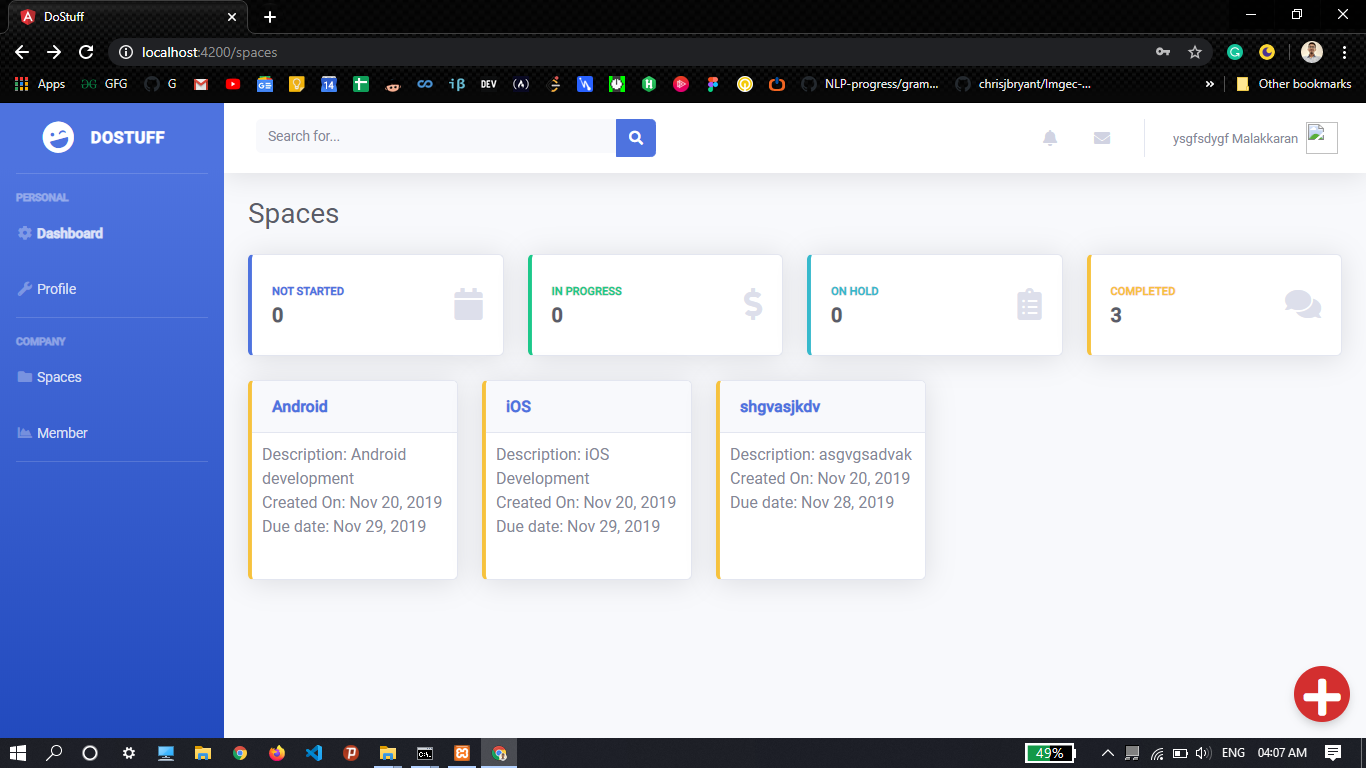 DoStuff
localhost:4200/spaces
Apps
GFG
G
14
DEV
NLP-progress/gram...
chrisjbryant/lmgec-...
»
Other bookmarks
DOSTUFF
Search for...
ysgfsdygf Malakkaran
PERSONAL
Dashboard
Profile
COMPANY
Spaces
Member
Spaces
NOT STARTED
0
IN PROGRESS
0
ON HOLD
0
COMPLETED
3
Android
Description: Android
development
Created On: Nov 20, 2019
Due date: Nov 29, 2019
iOS
Description: iOS
Development
Created On: Nov 20, 2019
Due date: Nov 29, 2019
shgvasjkdv
Description: asgvgsadvak
Created On: Nov 20, 2019
Due date: Nov 28, 2019
49%
ENG
04:07 AM